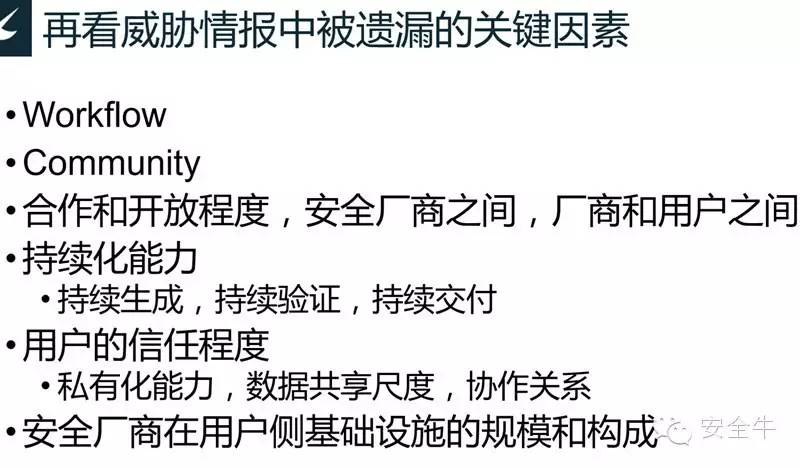 再看威胁情报中被遗漏的关键因素
• Workflow
• Community
• 合作和开放程度，安全厂商之间，厂商和用户之间
• 持续化能力
• 持续生成，持续验证，持续交付
• 用户的信任程度
• 私有化能力，数据共享尺度，协作关系
• 安全厂商在用户侧基础设施的规模和构成
安全牛